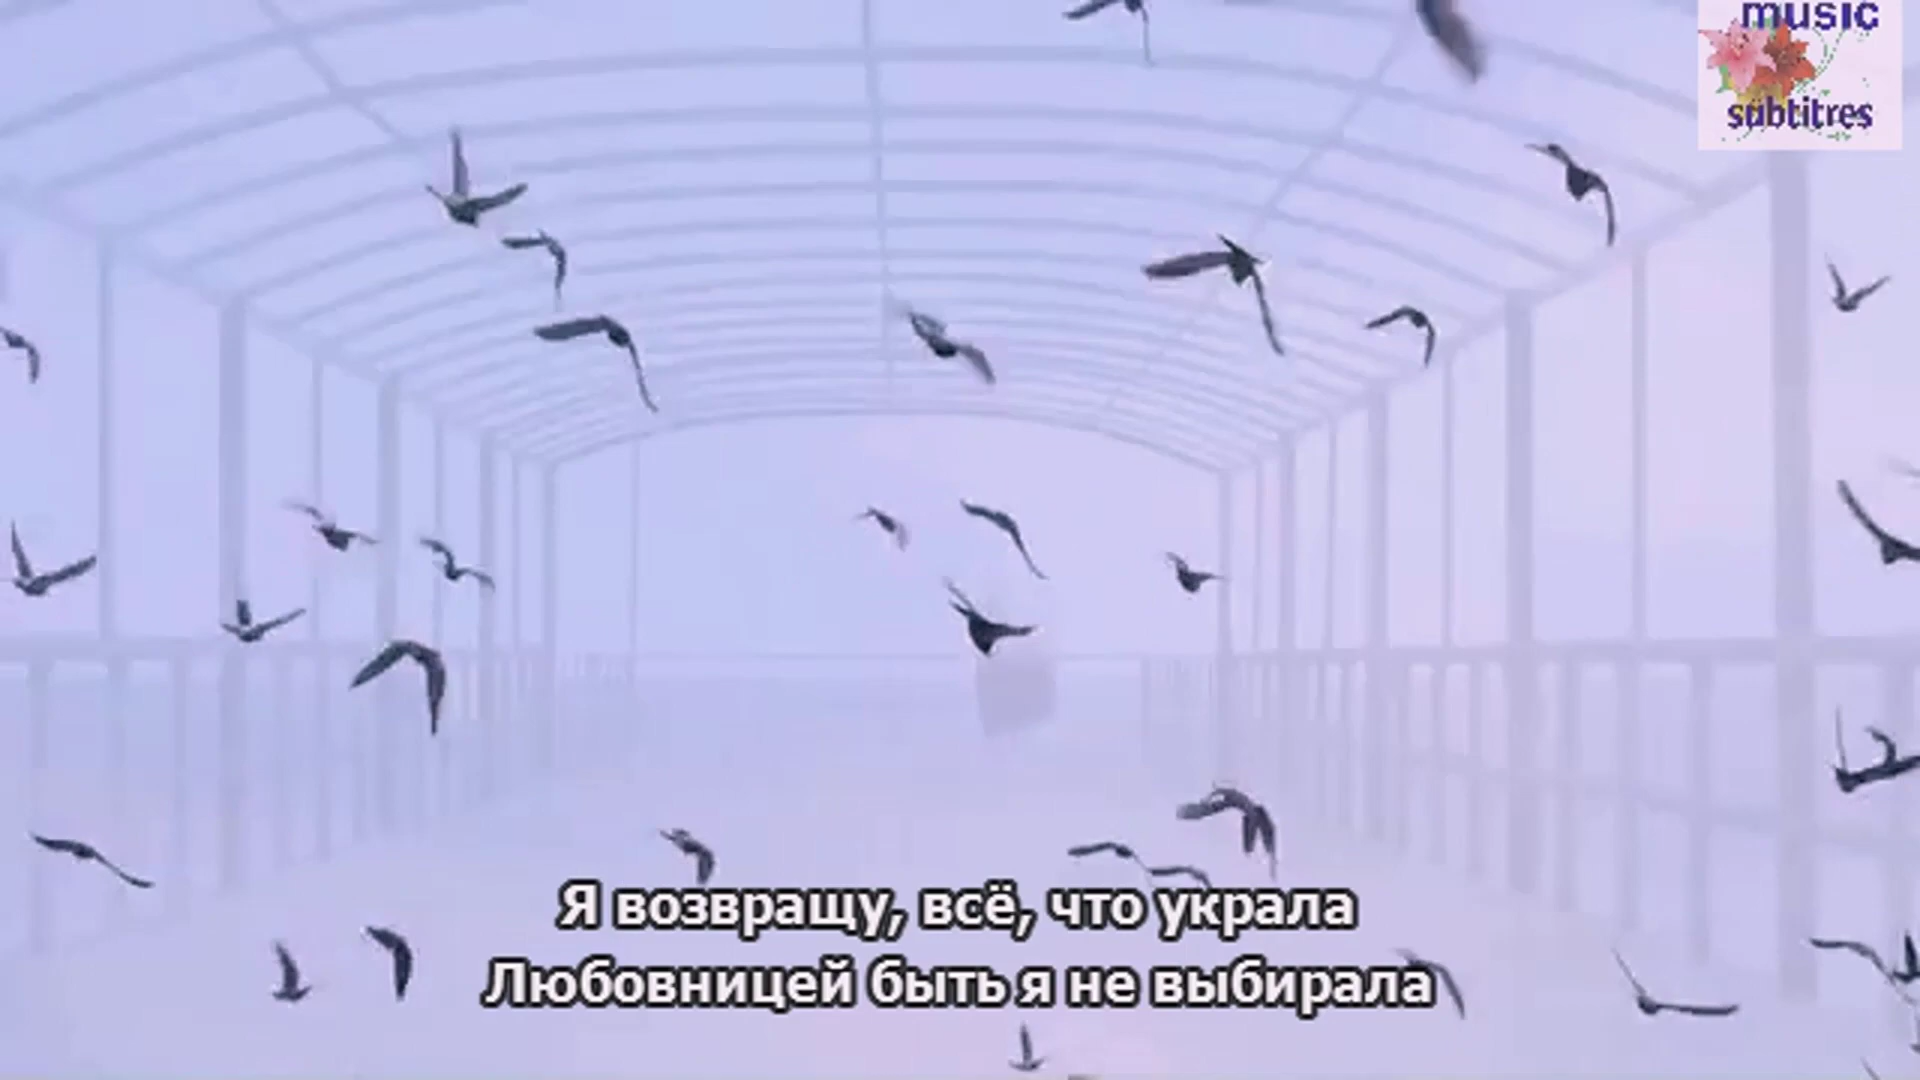 music
subtitres
Я возвращу, всё, что украла
Любовницей быть я не выбирала